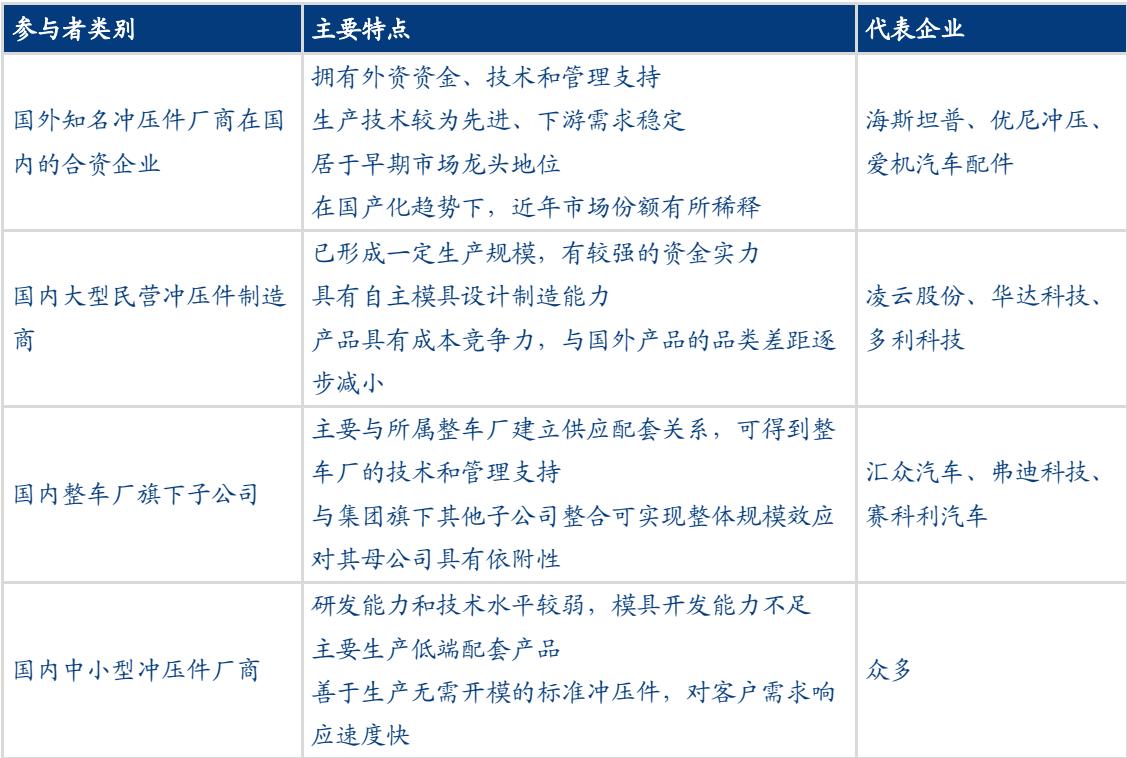 参与者类别
主要特点
代表企业
国外知名冲压件厂商在国
内的合资企业
拥有外资资金、技术和管理支持
生产技术较为先进、下游需求稳定
居于早期市场龙头地位
在国产化趋势下，近年市场份额有所稀释
海斯坦普、优尼冲压、
爱机汽车配件
国内大型民营冲压件制造
商
已形成一定生产规模，有较强的资金实力
具有自主模具设计制造能力
产品具有成本竞争力，与国外产品的品类差距逐
步减小
凌云股份、华达科技、
多利科技
国内整车厂旗下子公司
主要与所属整车厂建立供应配套关系，可得到整
车厂的技术和管理支持
与集团旗下其他子公司整合可实现整体规模效应
对其母公司具有依附性
汇众汽车、弗迪科技、
赛科利汽车
国内中小型冲压件厂商
研发能力和技术水平较弱，模具开发能力不足
主要生产低端配套产品
善于生产无需开模的标准冲压件，对客户需求响
应速度快
众多